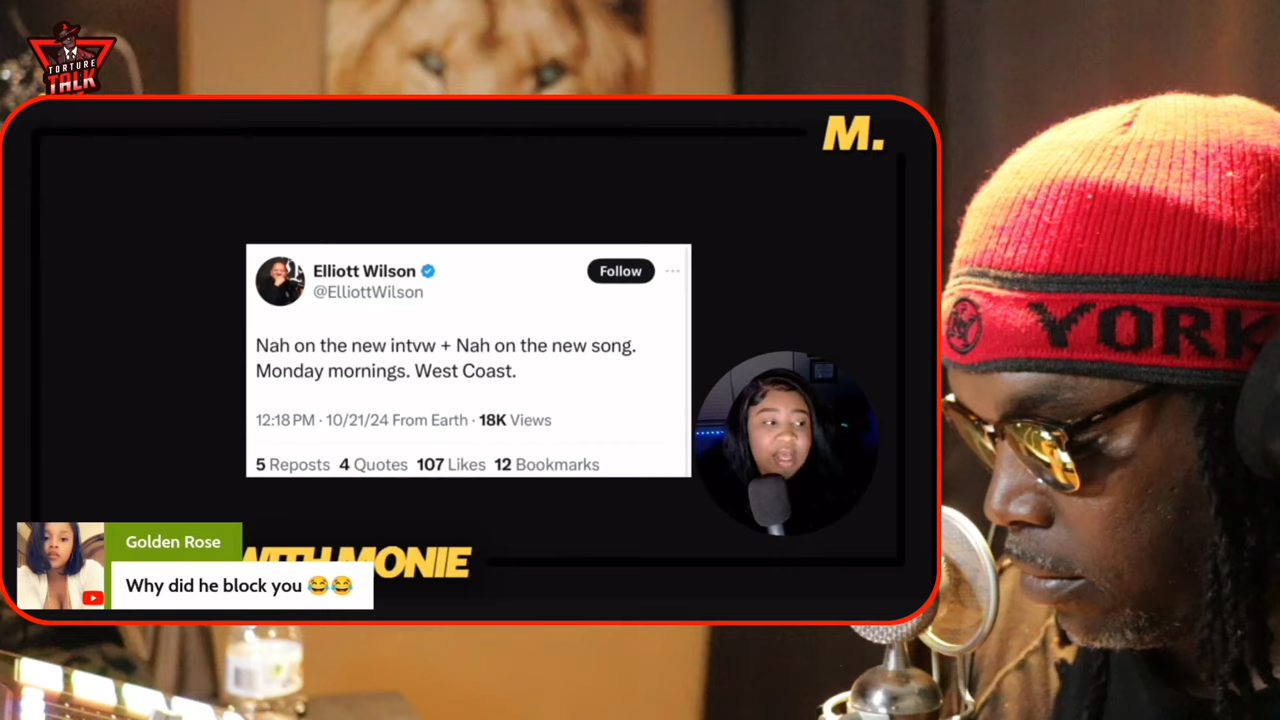 TORTURE
TALK
M.
Elliott Wilson
Follow
@ElliottWilson
Nah on the new intvw + Nah on the new song.
Monday mornings. West Coast.
12:18 PM · 10/21/24 From Earth · 18K Views
5 Reposts 4 Quotes 107 Likes 12 Bookmarks
YORK
Golden Rose
WITH MONIE
Why did he block you 😂😂